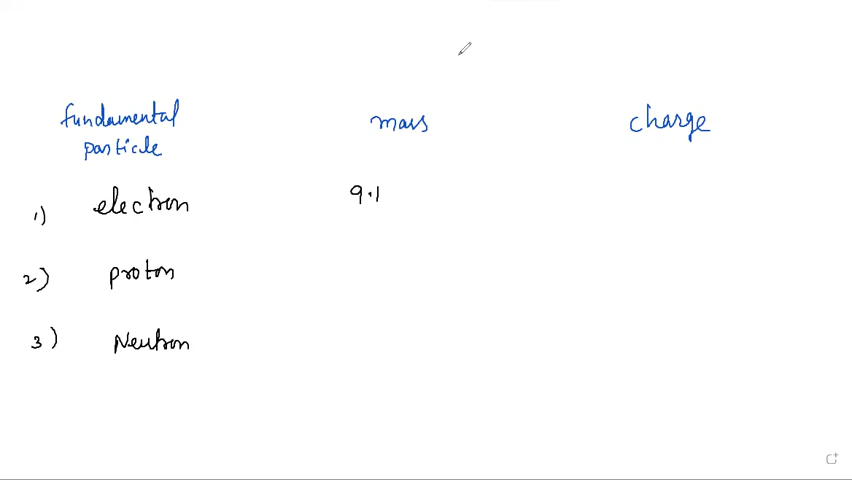 fundamental particle mass charge
1) electron 9.1
2) proton
3) Neutron